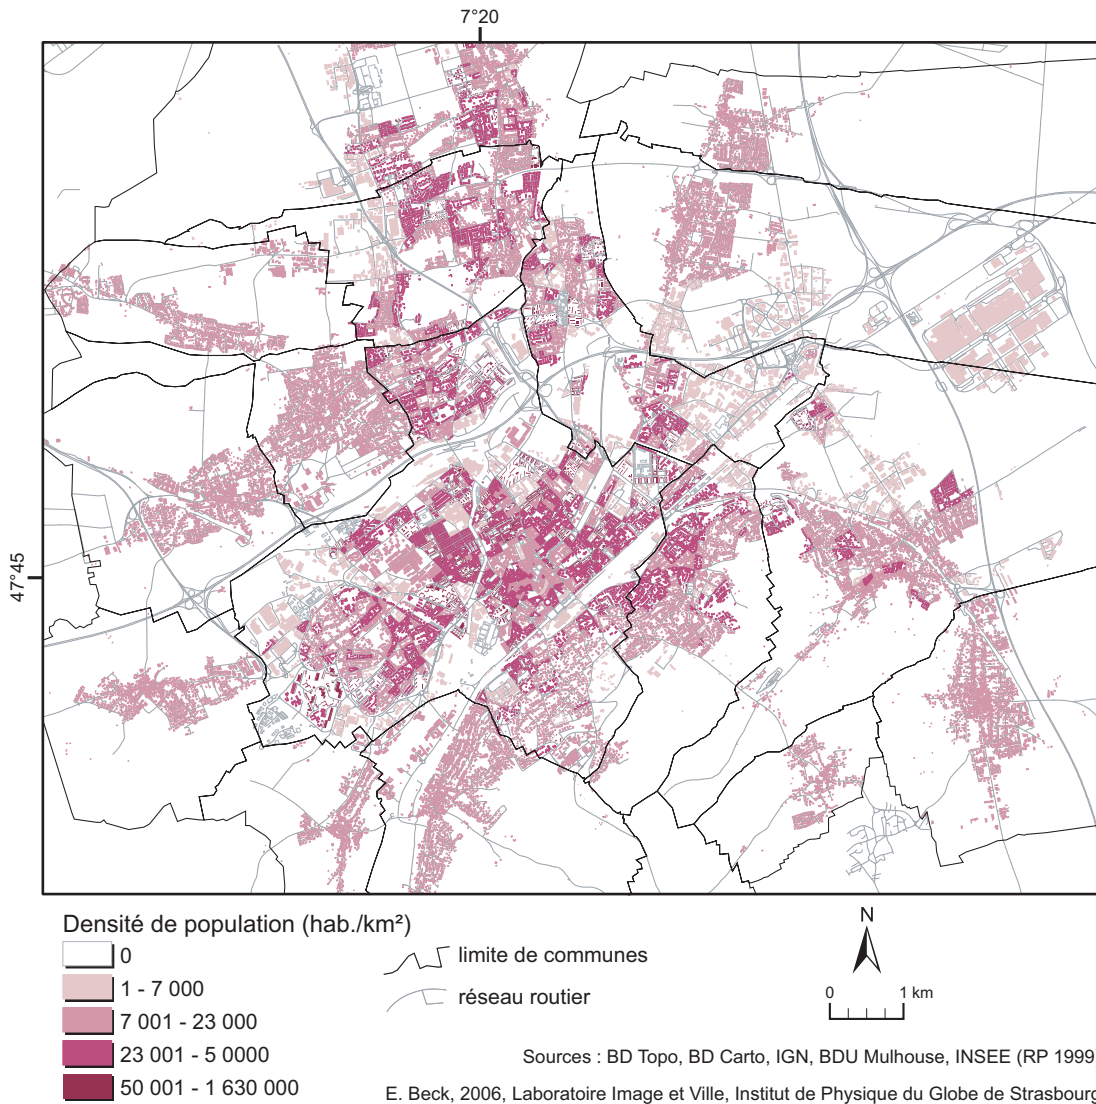 7°20
47°45
Densité de population (hab./km²)
0
1 - 7 000
7 001 - 23 000
23 001 - 5 0000
50 001 - 1 630 000
limite de communes
réseau routier
N
0 1 km
Sources : BD Topo, BD Carto, IGN, BDU Mulhouse, INSEE (RP 1999)
E. Beck, 2006, Laboratoire Image et Ville, Institut de Physique du Globe de Strasbourg